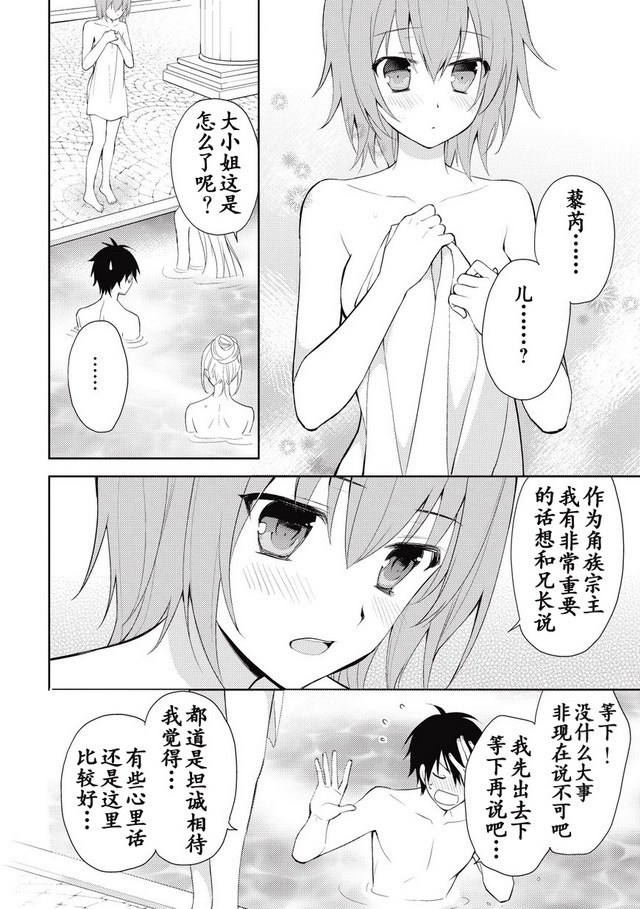 藜芮……
儿……?
大小姐这是
怎么了呢？
……
作为角族宗主
我有非常重要
的话想和兄长说
等下！
没什么大事
非现在说不可吧
我先出去下
等下再说吧…
都道是坦诚相待
我觉得…
有些心里话
还是这里
比较好…